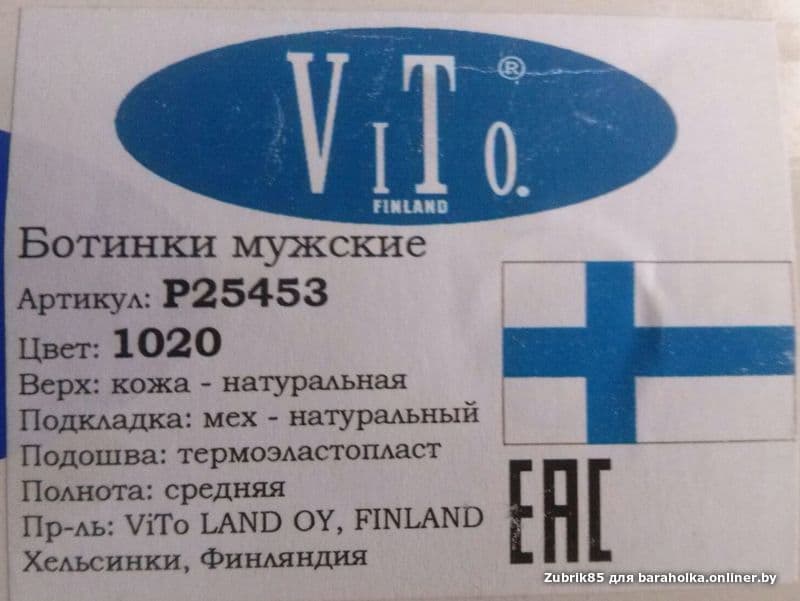 ViTo.®
FINLAND
Ботинки мужские
Артикул: P25453
Цвет: 1020
Верх: кожа - натуральная
Подкладка: мех - натуральный
Подошва: термоэластопласт
Полнота: средняя
Пр-ль: ViTo LAND OY, FINLAND
Хельсинки, Финляндия
EAC
Zubrik85 для baraholka.onliner.by